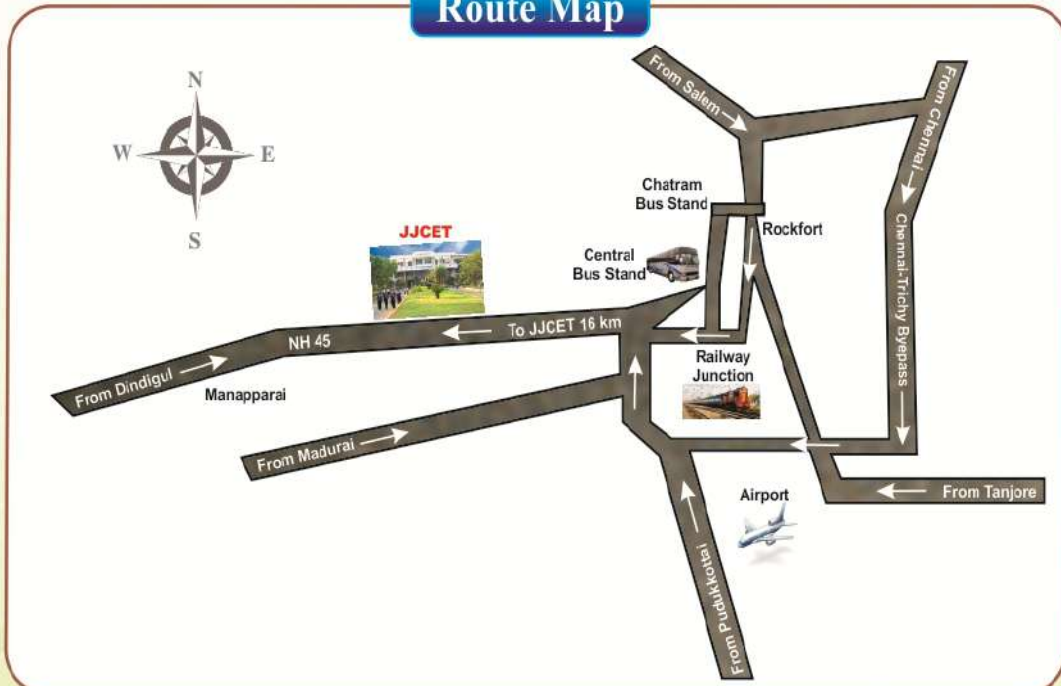 Route Map
N
W
E
S
From Salem
From Chennai
Chatram
Bus Stand
Rockfort
JJCET
Central
Bus Stand
Chennai-Trichy Byepass
To JJCET 16 km
NH 45
Railway
Junction
From Dindigul
Manapparai
From Madurai
Airport
From Tanjore
From Pudukkottai